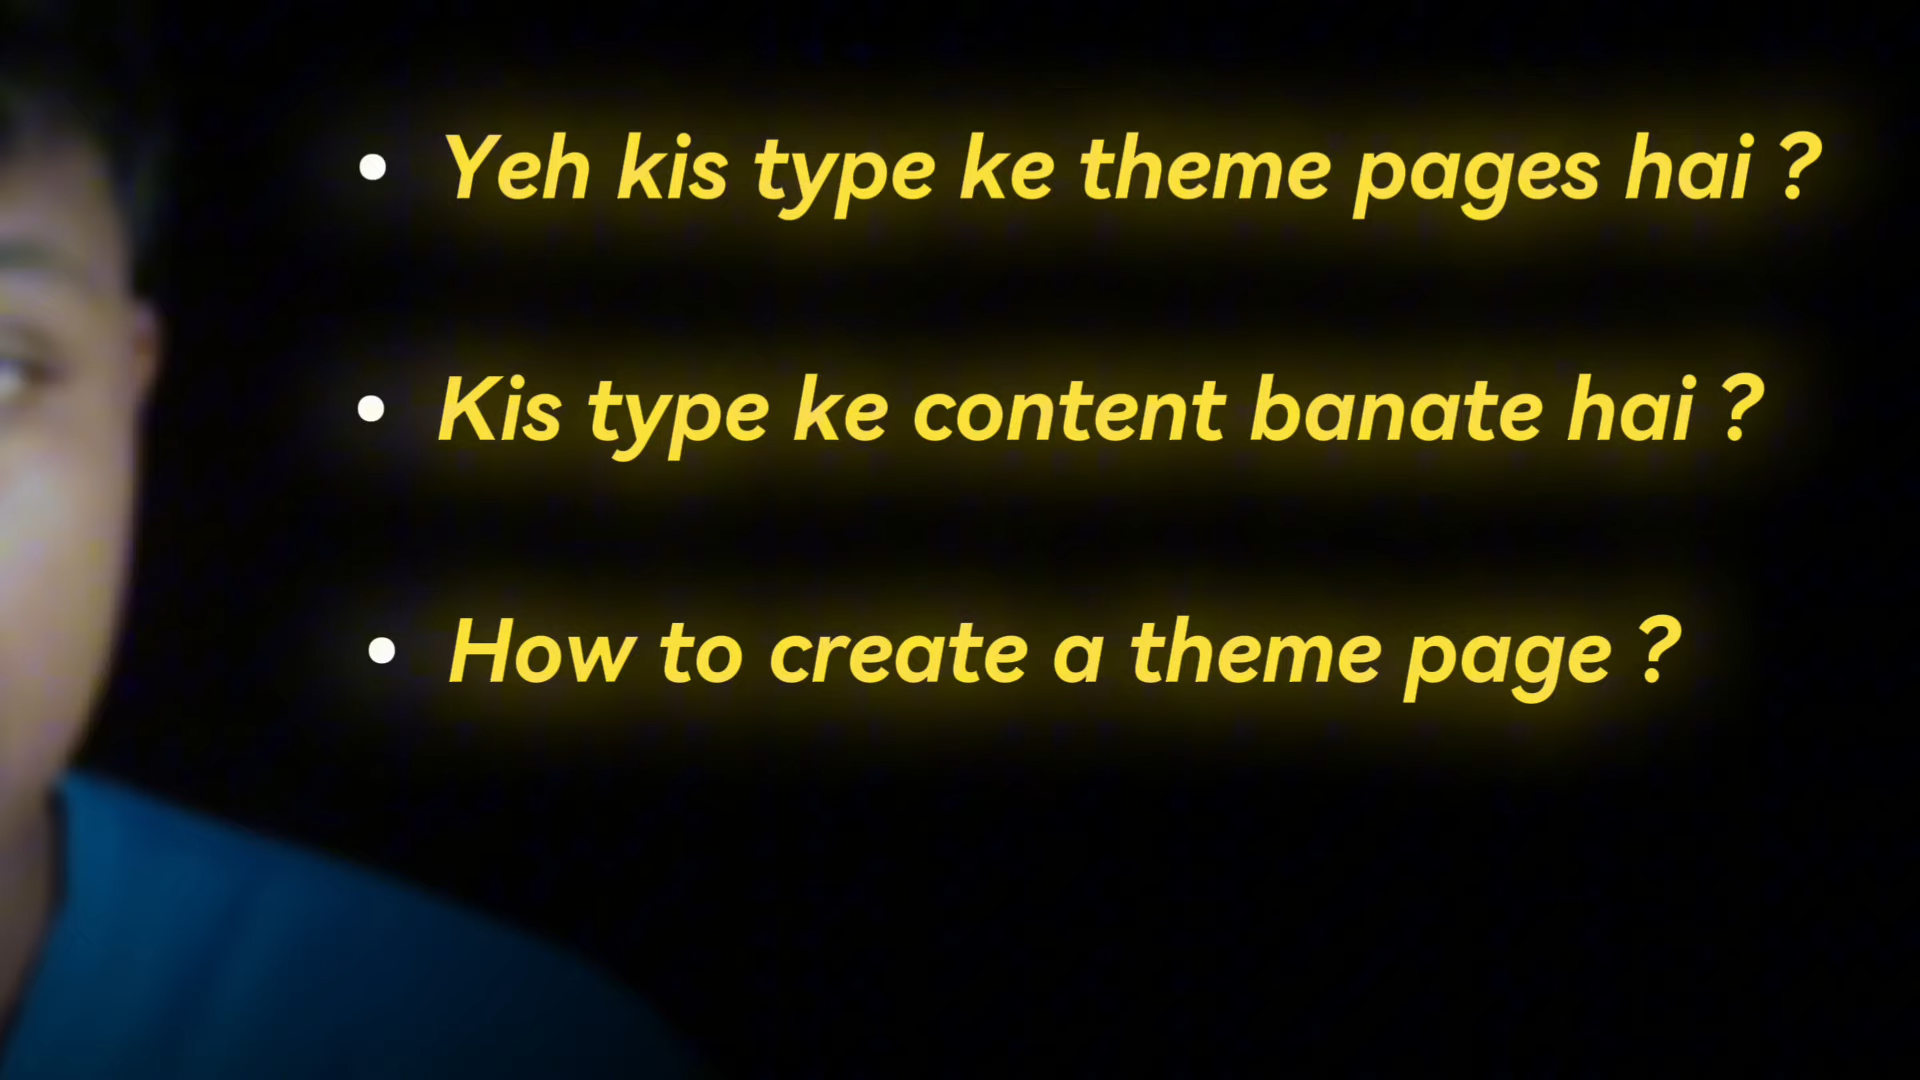 • Yeh kis type ke theme pages hai ?
• Kis type ke content banate hai ?
• How to create a theme page ?